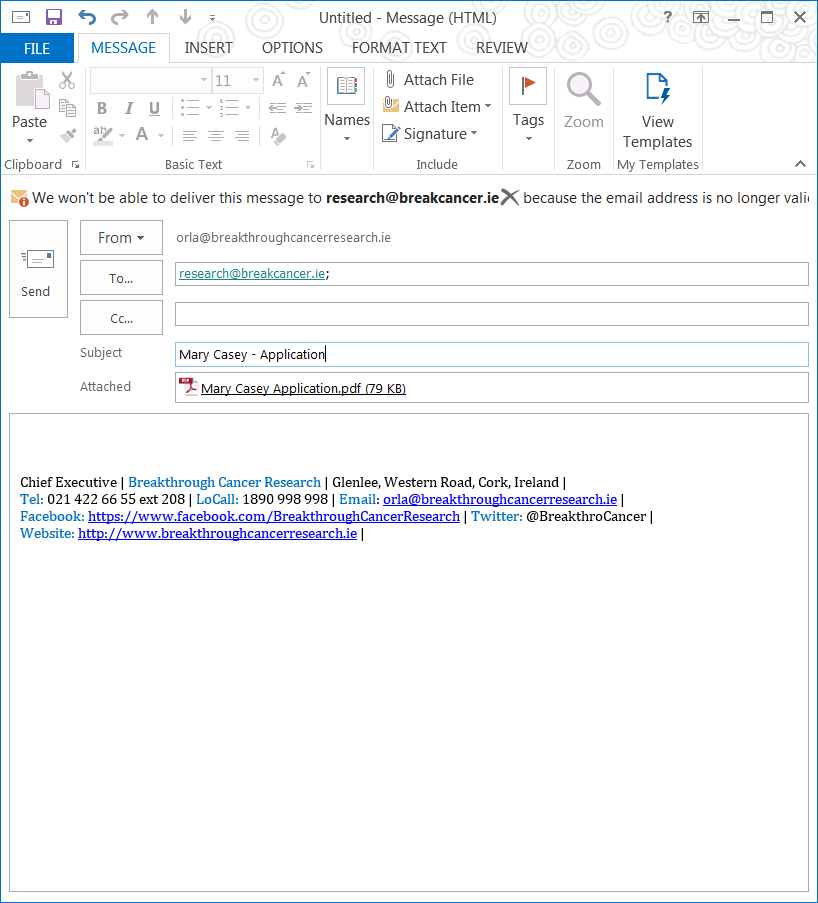 Untitled - Message (HTML)
FILE MESSAGE INSERT OPTIONS FORMAT TEXT REVIEW
Paste
Clipboard
11
B I U
ab
A
Basic Text
Names
Attach File
Attach Item
Signature
Include
Tags
Zoom
Zoom
View
Templates
My Templates
We won't be able to deliver this message to research@breakcancer.ie because the email address is no longer vali
Send
From orla@breakthroughcancerresearch.ie
To... research@breakcancer.ie;
Cc...
Subject Mary Casey - Application
Attached Mary Casey Application.pdf (79 KB)
Chief Executive | Breakthrough Cancer Research | Glenlee, Western Road, Cork, Ireland |
Tel: 021 422 66 55 ext 208 | LoCall: 1890 998 998 | Email: orla@breakthroughcancerresearch.ie |
Facebook: https://www.facebook.com/BreakthroughCancerResearch | Twitter: @BreakthroCancer |
Website: http://www.breakthroughcancerresearch.ie |